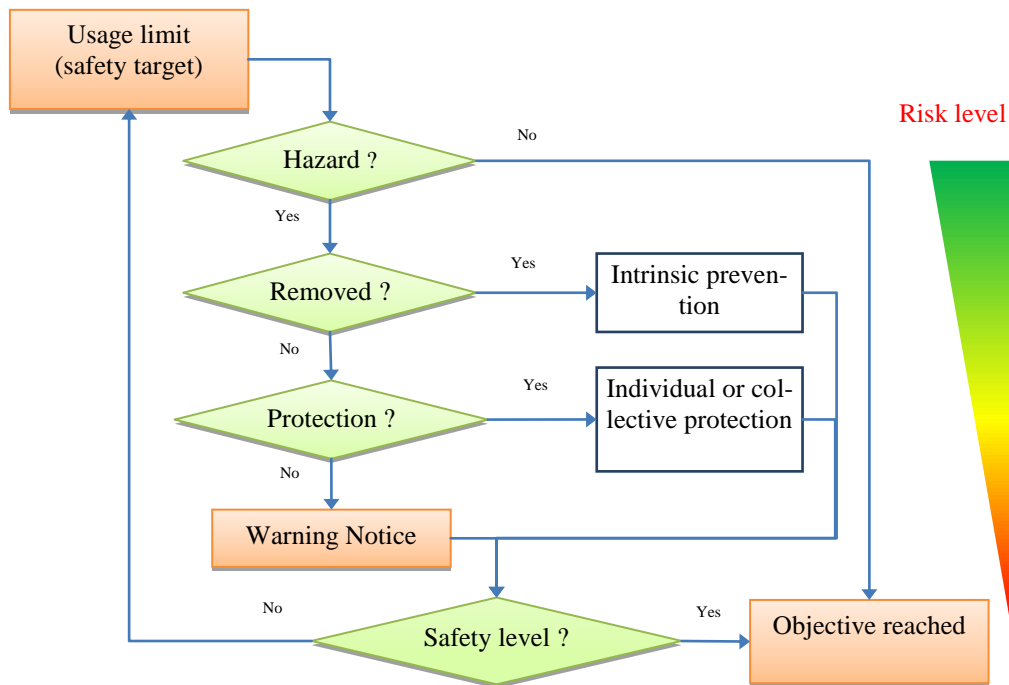 Usage limit
(safety target)
Risk level
No
Hazard ?
Yes
Yes
Intrinsic preven-
tion
Removed ?
No
Yes
Individual or col-
lective protection
Protection ?
No
Warning Notice
No
Yes
Safety level ?
Objective reached